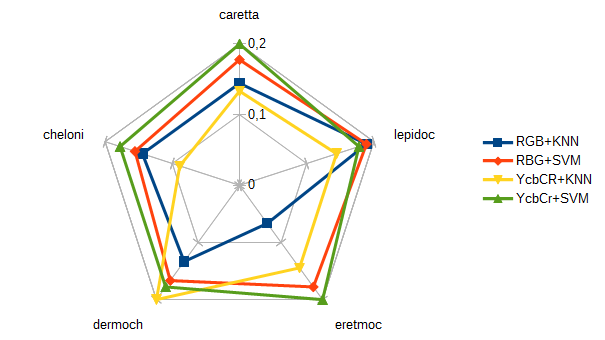 caretta
0,2
cheloni
lepidoc
0,1
RGB+KNN
RBG+SVM
YcbCR+KNN
YcbCr+SVM
0
dermoch
eretmoc